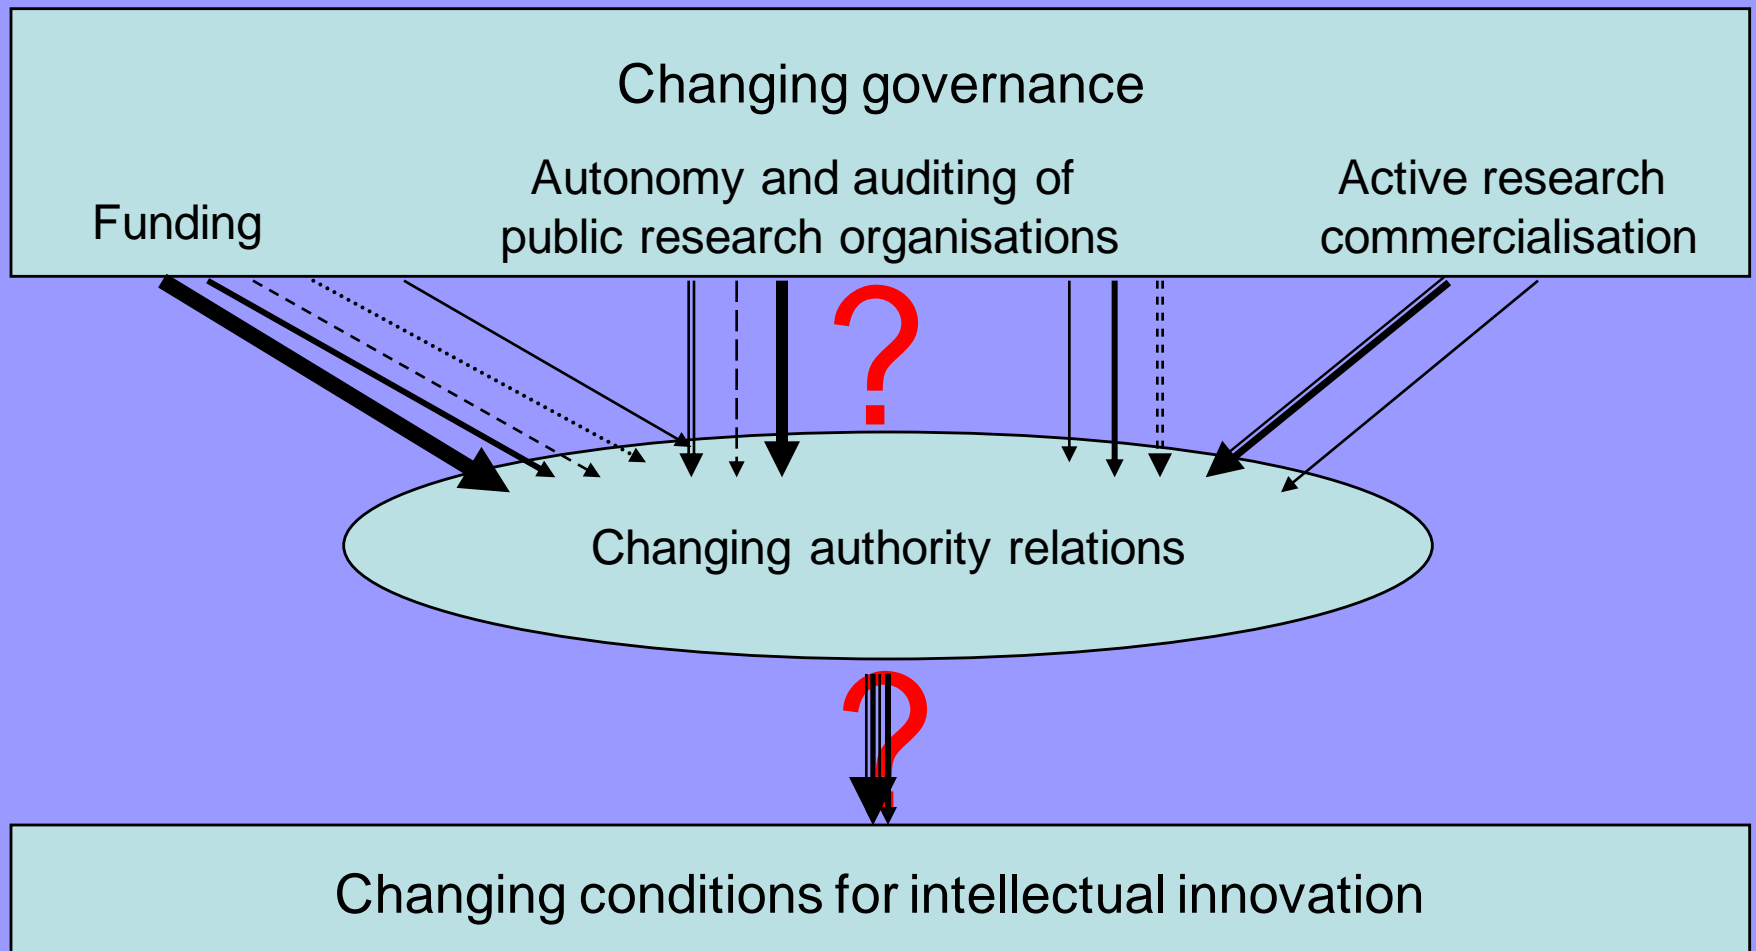 Changing governance
Autonomy and auditing of
public research organisations
Active research
commercialisation
Funding
?
Changing authority relations
?
Changing conditions for intellectual innovation